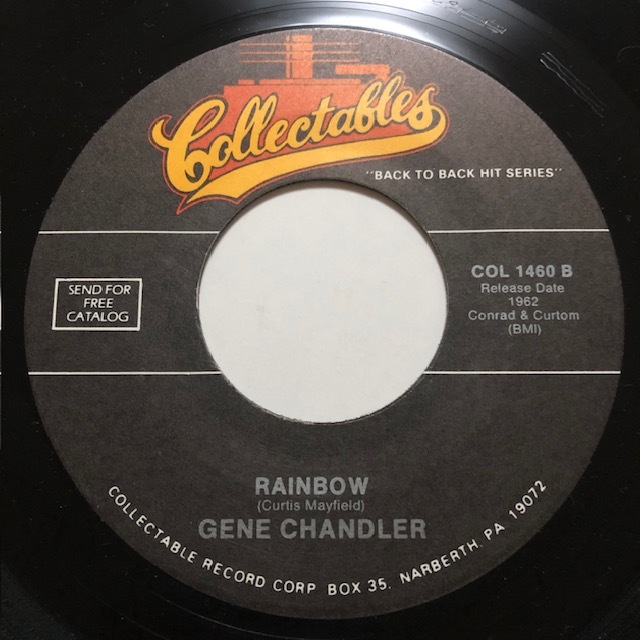 Collectables
"BACK TO BACK HIT SERIES"
SEND FOR
FREE
CATALOG
COL 1460 B
Release Date
1962
Conrad & Curtom
(BMI)
RAINBOW
(Curtis Mayfield)
GENE CHANDLER
COLLECTABLE RECORD CORP BOX 35, NARBERTH, PA 19072